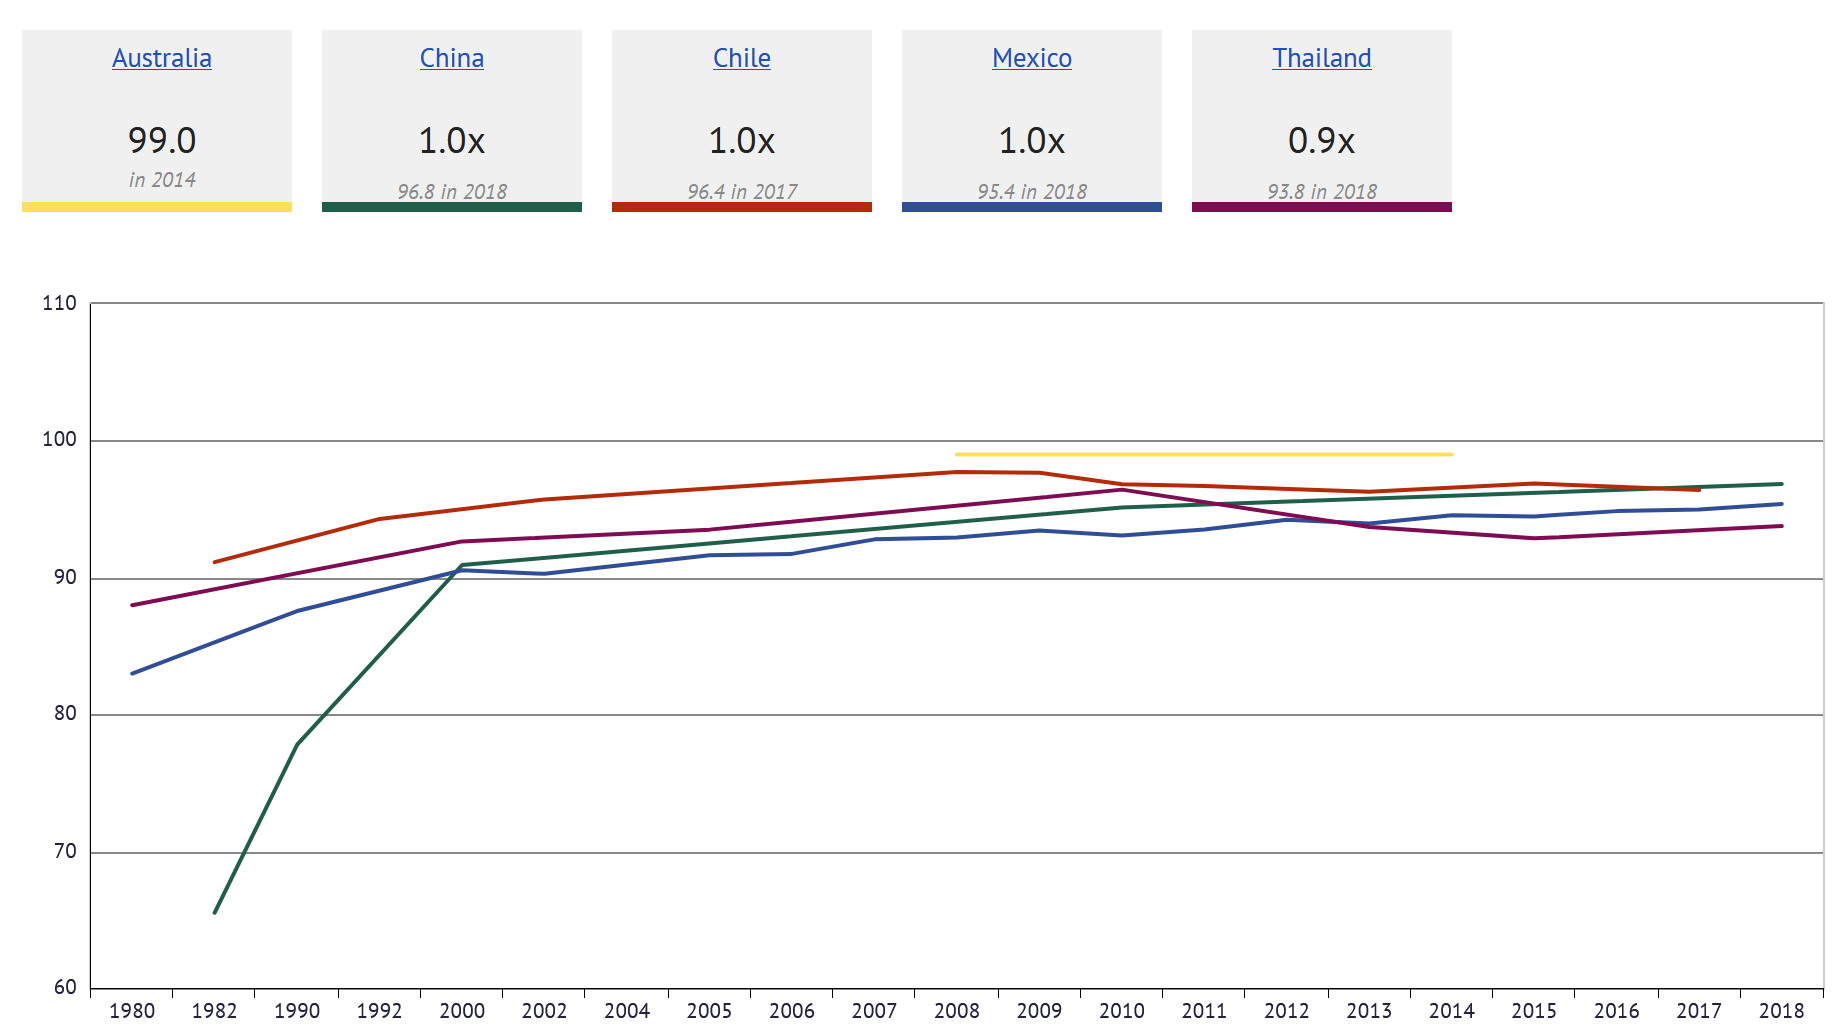 Australia
99.0
in 2014
China
1.0x
96.8 in 2018
Chile
1.0x
96.4 in 2017
Mexico
1.0x
95.4 in 2018
Thailand
0.9x
93.8 in 2018
110
100
90
80
70
60
1980 1982 1990 1992 2000 2002 2004 2005 2006 2007 2008 2009 2010 2011 2012 2013 2014 2015 2016 2017 2018